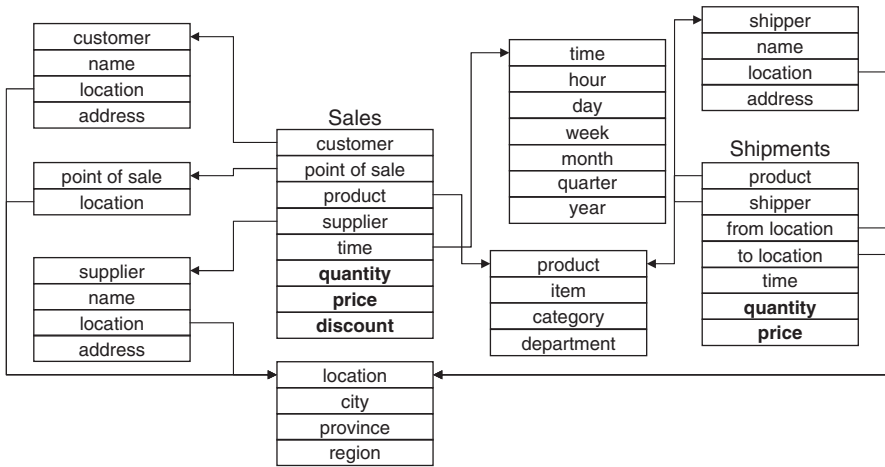 customer
name
location
address
point of sale
location
supplier
name
location
address
Sales
customer
point of sale
product
supplier
time
quantity
price
discount
location
city
province
region
time
hour
day
week
month
quarter
year
product
item
category
department
shipper
name
location
address
Shipments
product
shipper
from location
to location
time
quantity
price